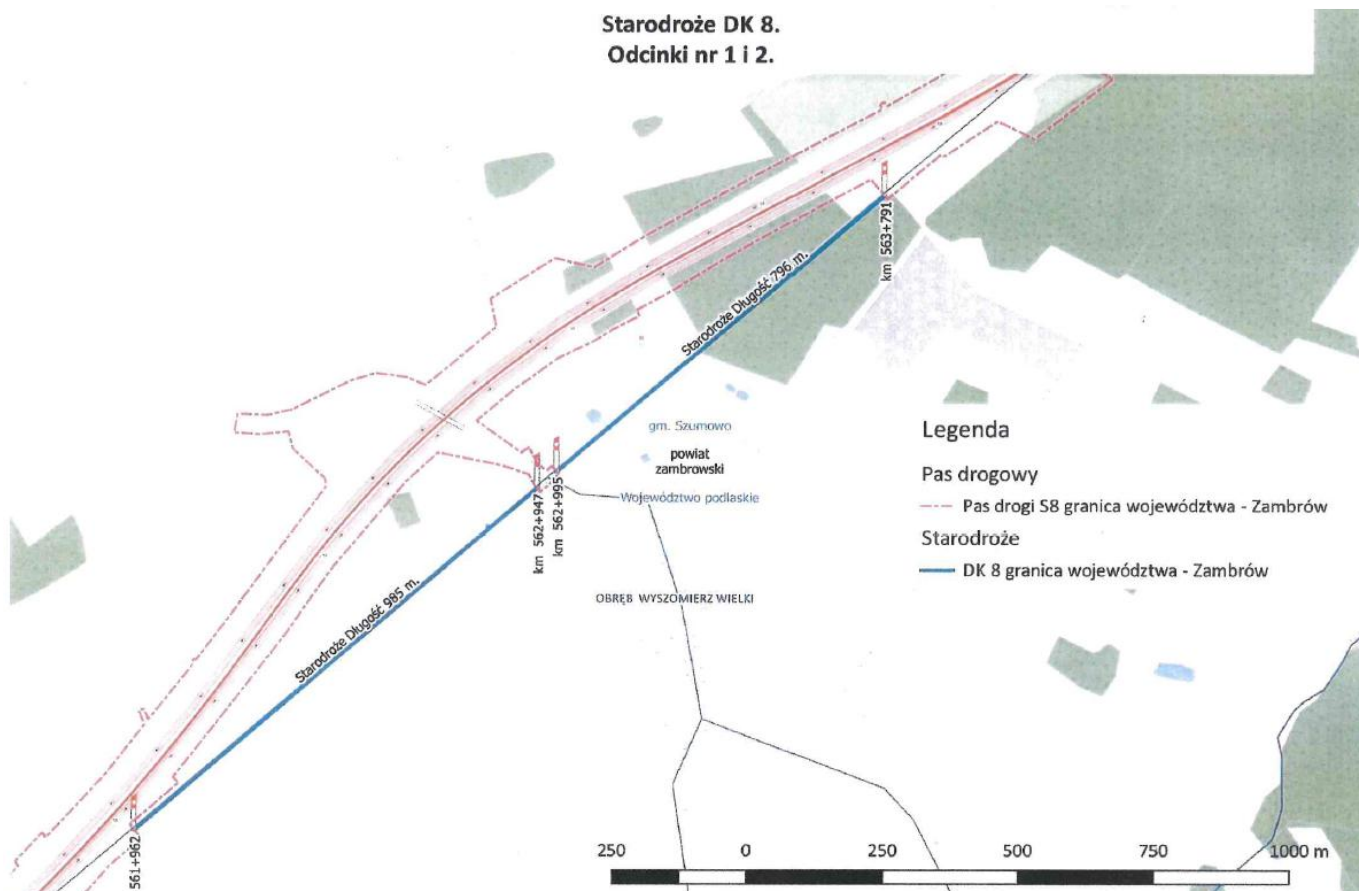 Starodroże DK 8.
Odcinki nr 1 i 2.
km 563+791
Starodroże Długość 796 m.
gm. Szumowo
powiat
zambrowski
Województwo podlaskie
km 562+947
km 562+995
OBRĘB WYSZOMIERZ WIELKI
Starodroże Długość 985 m.
561+962
Legenda
Pas drogowy
Pas drogi S8 granica województwa - Zambrów
Starodroże
DK 8 granica województwa - Zambrów
250 0 250 500 750 1000 m